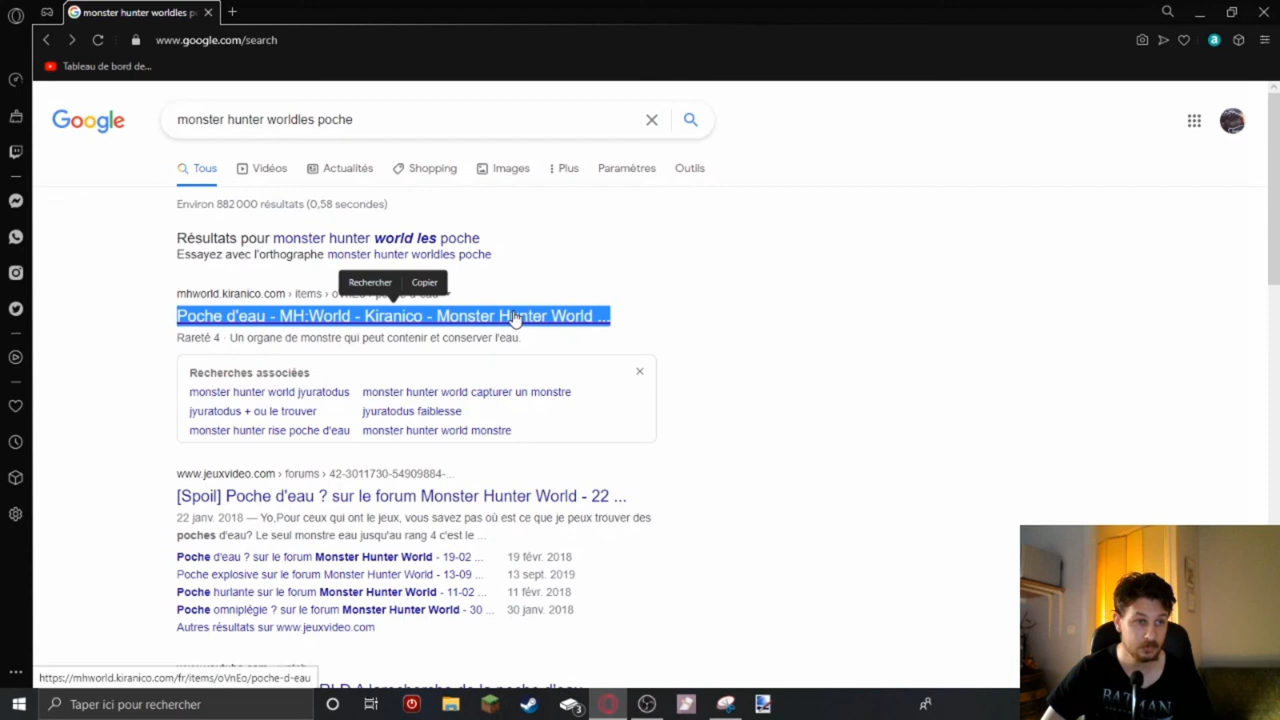 monster hunter worldles p
www.google.com/search
Tableau de bord de...
Google
monster hunter worldles poche
Tous Vidéos Actualités Shopping Images Plus Paramètres Outils
Environ 882 000 résultats (0,58 secondes)
Résultats pour monster hunter world les poche
Essayez avec l'orthographe monster hunter worldles poche
Rechercher Copier
mhworld.kiranico.com › items ›
Poche d'eau - MH:World - Kiranico - Monster Hunter World ...
Rareté 4 · Un organe de monstre qui peut contenir et conserver l'eau.
Recherches associées
monster hunter world jyuratodus monster hunter world capturer un monstre
jyuratodus + ou le trouver jyuratodus faiblesse
monster hunter rise poche d'eau monster hunter world monstre
www.jeuxvideo.com › forums › 42-3011730-54909884-...
[Spoil] Poche d'eau ? sur le forum Monster Hunter World - 22 ...
22 janv. 2018 — Yo,Pour ceux qui ont le jeux, vous savez pas où est ce que je peux trouver des
poches d'eau? Le seul monstre eau jusqu'au rang 4 c'est le ...
Poche d'eau ? sur le forum Monster Hunter World - 19-02 ... 19 févr. 2018
Poche explosive sur le forum Monster Hunter World - 13-09 ... 13 sept. 2019
Poche hurlante sur le forum Monster Hunter World - 11-02 ... 11 févr. 2018
Poche omniplégie ? sur le forum Monster Hunter World - 30 ... 30 janv. 2018
Autres résultats sur www.jeuxvideo.com
https://mhworld.kiranico.com/fr/items/oVnEo/poche-d-eau
Taper ici pour rechercher
3
BATMAN